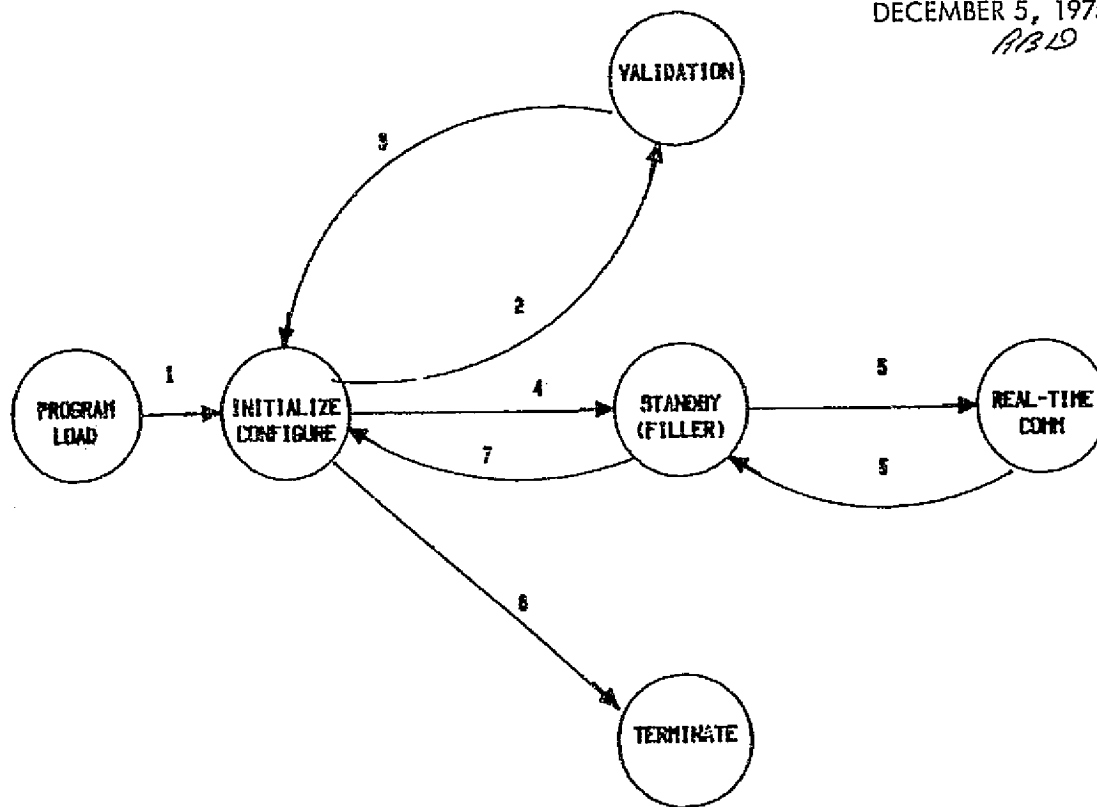 DECEMBER 5, 197
RBD
VALIDATION
3
2
1
4
5
PROGRAM
LOAD
INITIALIZE
CONFIGURE
STANDBY
(FILLER)
REAL-TIME
COMM
7
5
6
TERMINATE